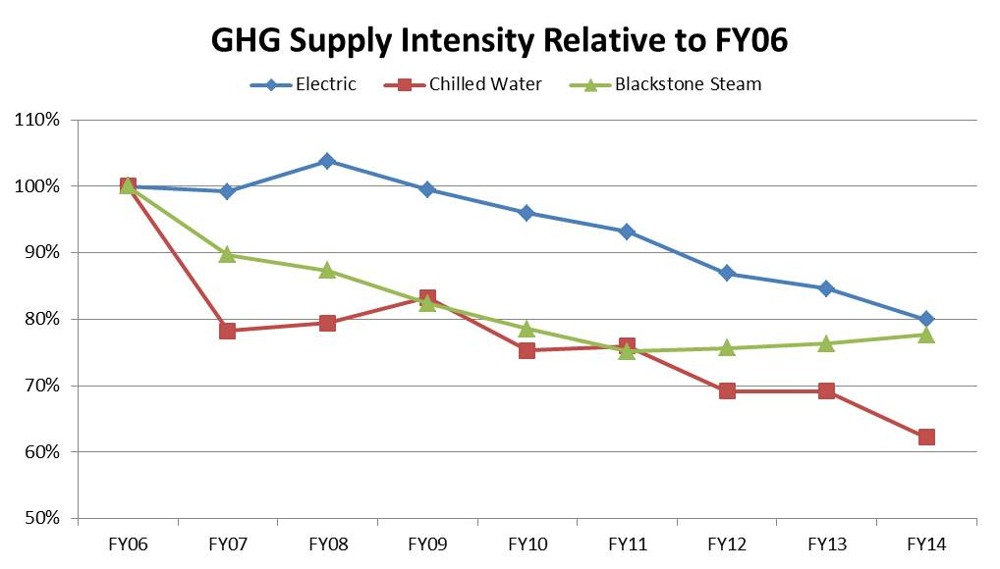 GHG Supply Intensity Relative to FY06
Electric Chilled Water Blackstone Steam
110%
100%
90%
80%
70%
60%
50%
FY06 FY07 FY08 FY09 FY10 FY11 FY12 FY13 FY14